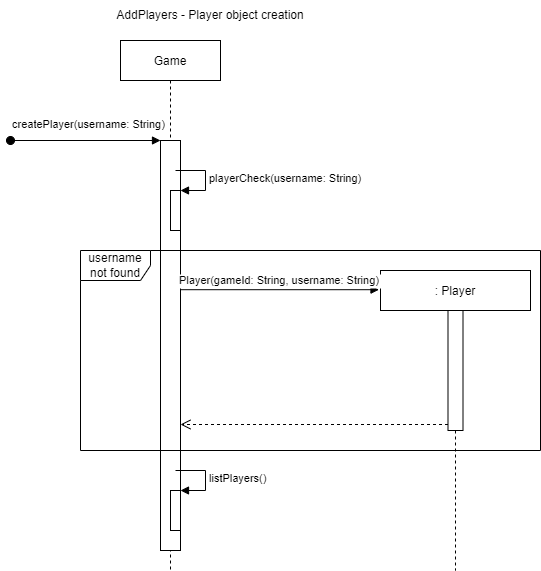 AddPlayers - Player object creation
Game
createPlayer(username: String)
playerCheck(username: String)
username
not found
Player(gameId: String, username: String)
: Player
listPlayers()